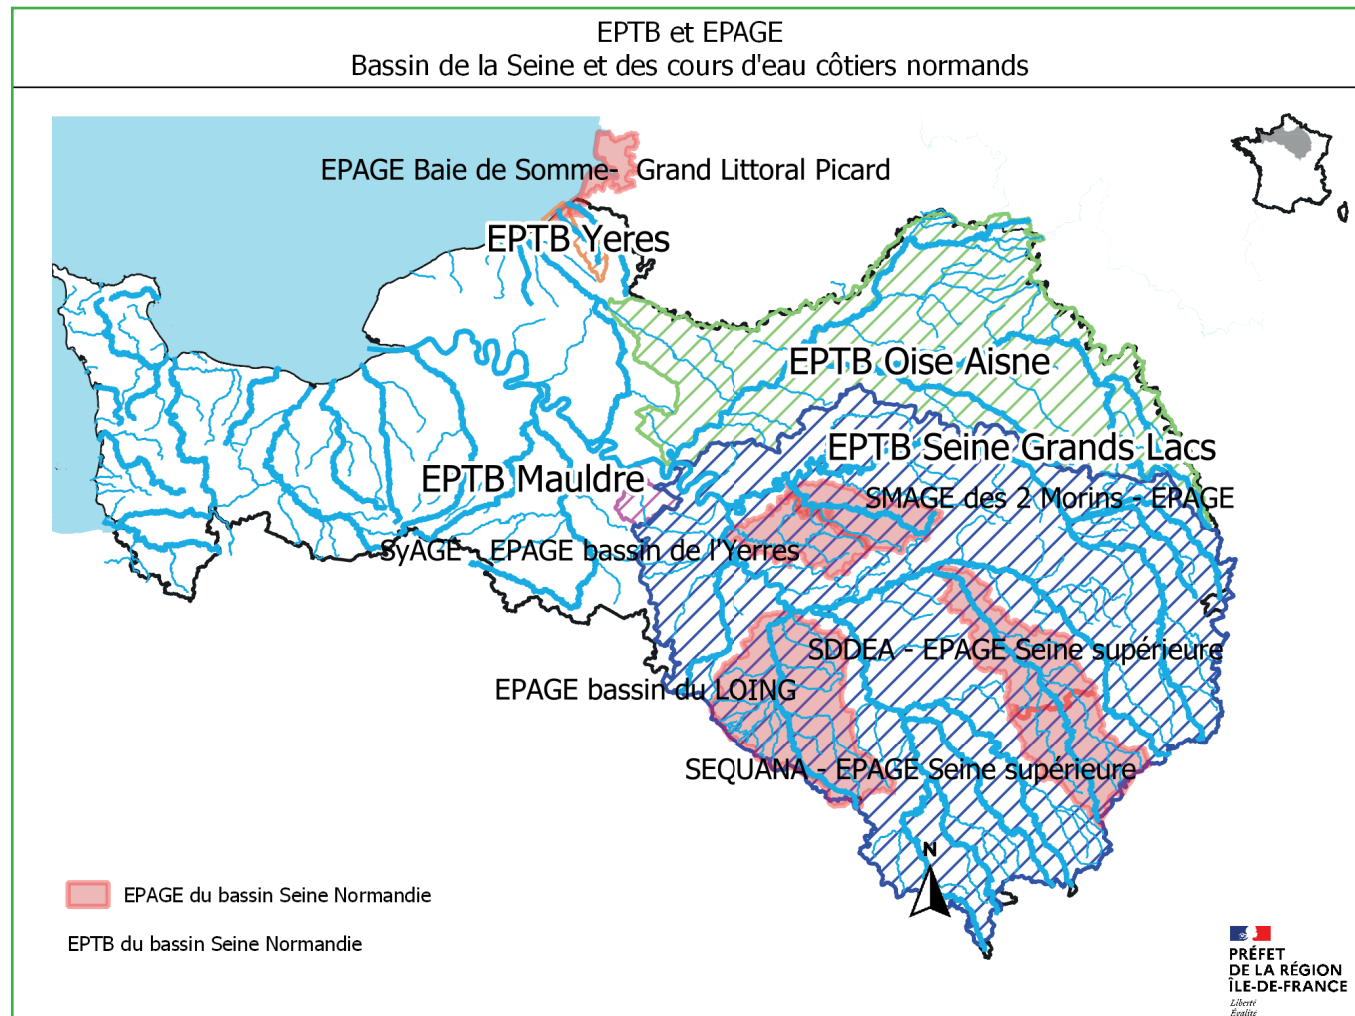 EPTB et EPAGE
Bassin de la Seine et des cours d'eau côtiers normands
EPAGE Baie de Somme- Grand Littoral Picard
EPTB Yeres
EPTB Oise Aisne
EPTB Seine Grands Lacs
EPTB Mauldre
SMAGE des 2 Morins - EPAGE
SyAGE - EPAGE bassin de l'Yerres
SDDEA - EPAGE Seine supérieure
EPAGE bassin du LOING
SEQUANA - EPAGE Seine supérieure
N
EPAGE du bassin Seine Normandie
EPTB du bassin Seine Normandie
PRÉFET
DE LA RÉGION
ÎLE-DE-FRANCE
Liberté
Égalité